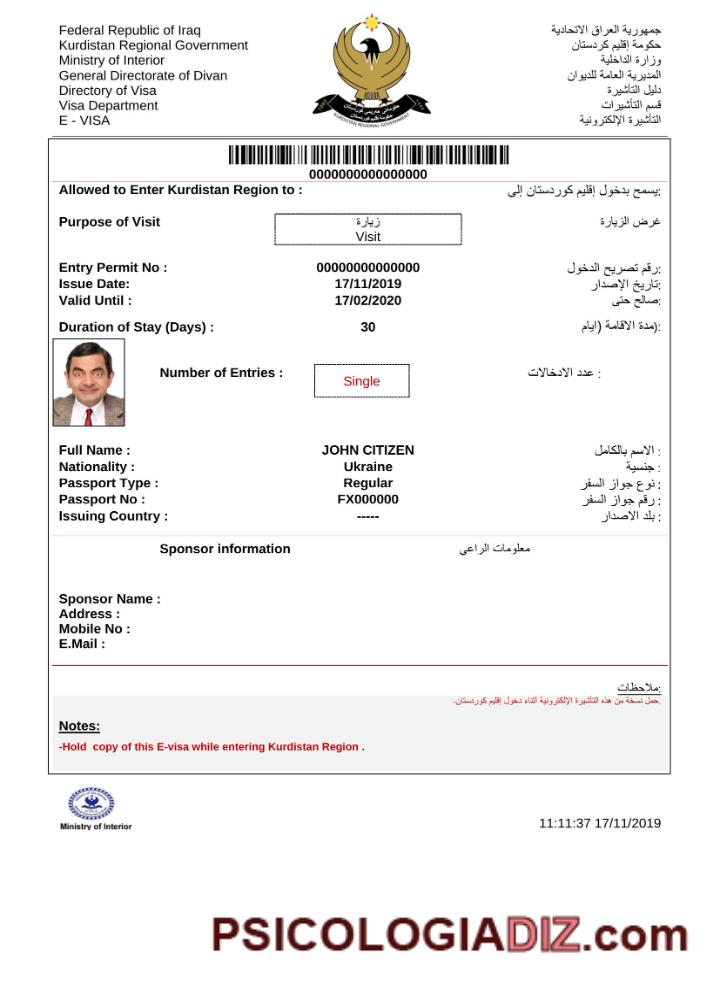 Federal Republic of Iraq
Kurdistan Regional Government
Ministry of Interior
General Directorate of Divan
Directory of Visa
Visa Department
E - VISA
جمهورية العراق الاتحادية
حكومة إقليم كردستان
وزارة الداخلية
المديرية العامة للديوان
دليل التأشيرة
قسم التأشيرات
التأشيرة الإلكترونية
KURDISTAN REGIONAL GOVERNMENT
0000000000000000
Allowed to Enter Kurdistan Region to : يسمح بدخول إقليم كوردستان إلى:
Purpose of Visit زيارة غرض الزيارة
Visit
Entry Permit No : 00000000000000 رقم تصريح الدخول:
Issue Date: 17/11/2019 تاريخ الإصدار:
Valid Until : 17/02/2020 صالح حتى:
Duration of Stay (Days) : 30 مدة الاقامة (ايام):
Number of Entries : Single عدد الادخالات :
Full Name : JOHN CITIZEN الاسم بالكامل :
Nationality : Ukraine جنسية :
Passport Type : Regular نوع جواز السفر :
Passport No : FX000000 رقم جواز السفر :
Issuing Country : ----- بلد الاصدار :
Sponsor information معلومات الراعي
Sponsor Name :
Address :
Mobile No :
E.Mail :
ملاحظات:
حمل نسخة من هذه التأشيرة الإلكترونية أثناء دخول إقليم كوردستان.
Notes:
-Hold copy of this E-visa while entering Kurdistan Region .
Ministry of Interior
11:11:37 17/11/2019
PSICOLOGIADIZ.com